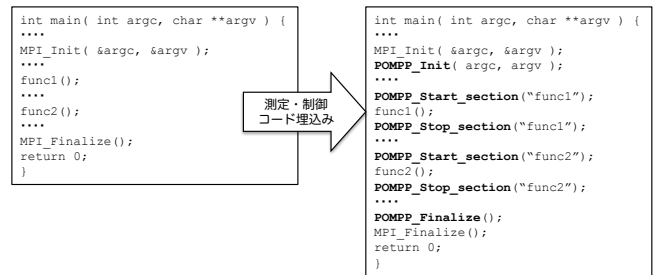 int main( int argc, char **argv ) {
····
MPI_Init( &argc, &argv );
····
func1();
····
func2();
····
MPI_Finalize();
return 0;
}
測定・制御
コード埋込み
int main( int argc, char **argv ) {
····
MPI_Init( &argc, &argv );
POMPP_Init( argc, argv );
····
POMPP_Start_section(“func1”);
func1();
POMPP_Stop_section(“func1”);
····
POMPP_Start_section(“func2”);
func2();
POMPP_Stop_section(“func2”);
····
POMPP_Finalize();
MPI_Finalize();
return 0;
}